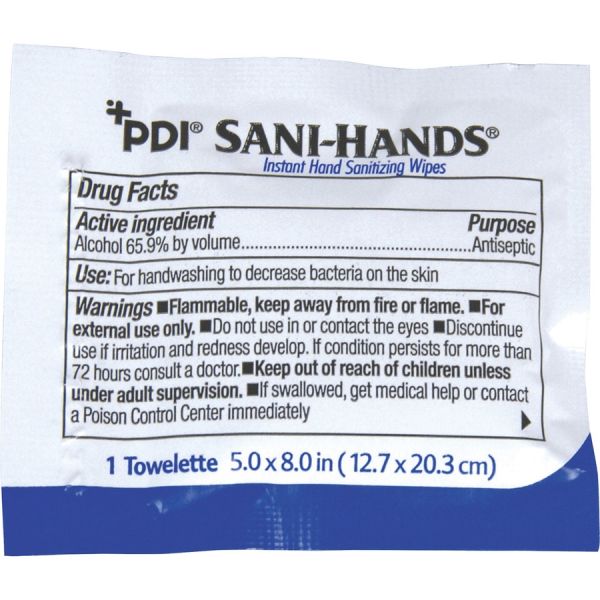 PDI® SANI-HANDS®
Instant Hand Sanitizing Wipes
Drug Facts
Active ingredient Purpose
Alcohol 65.9% by volume.......................................Antiseptic
Use: For handwashing to decrease bacteria on the skin
Warnings ■Flammable, keep away from fire or flame. ■For
external use only. ■Do not use in or contact the eyes ■Discontinue
use if irritation and redness develop. If condition persists for more than
72 hours consult a doctor.■Keep out of reach of children unless
under adult supervision. ■If swallowed, get medical help or contact
a Poison Control Center immediately
1 Towelette 5.0 x 8.0 in ( 12.7 x 20.3 cm)